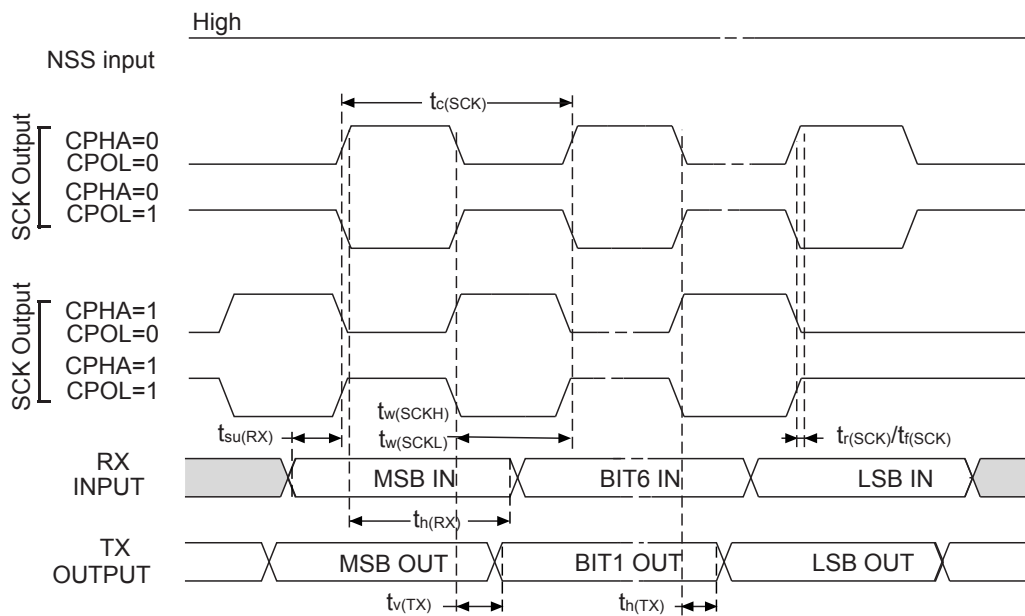 High
NSS input
tc(SCK)
SCK Output
CPHA=0
CPOL=0
CPHA=0
CPOL=1
SCK Output
CPHA=1
CPOL=0
CPHA=1
CPOL=1
tw(SCKH)
tw(SCKL)
tsu(RX)
tr(SCK)/tf(SCK)
RX
INPUT
MSB IN
BIT6 IN
LSB IN
th(RX)
TX
OUTPUT
MSB OUT
BIT1 OUT
LSB OUT
tv(TX)
th(TX)